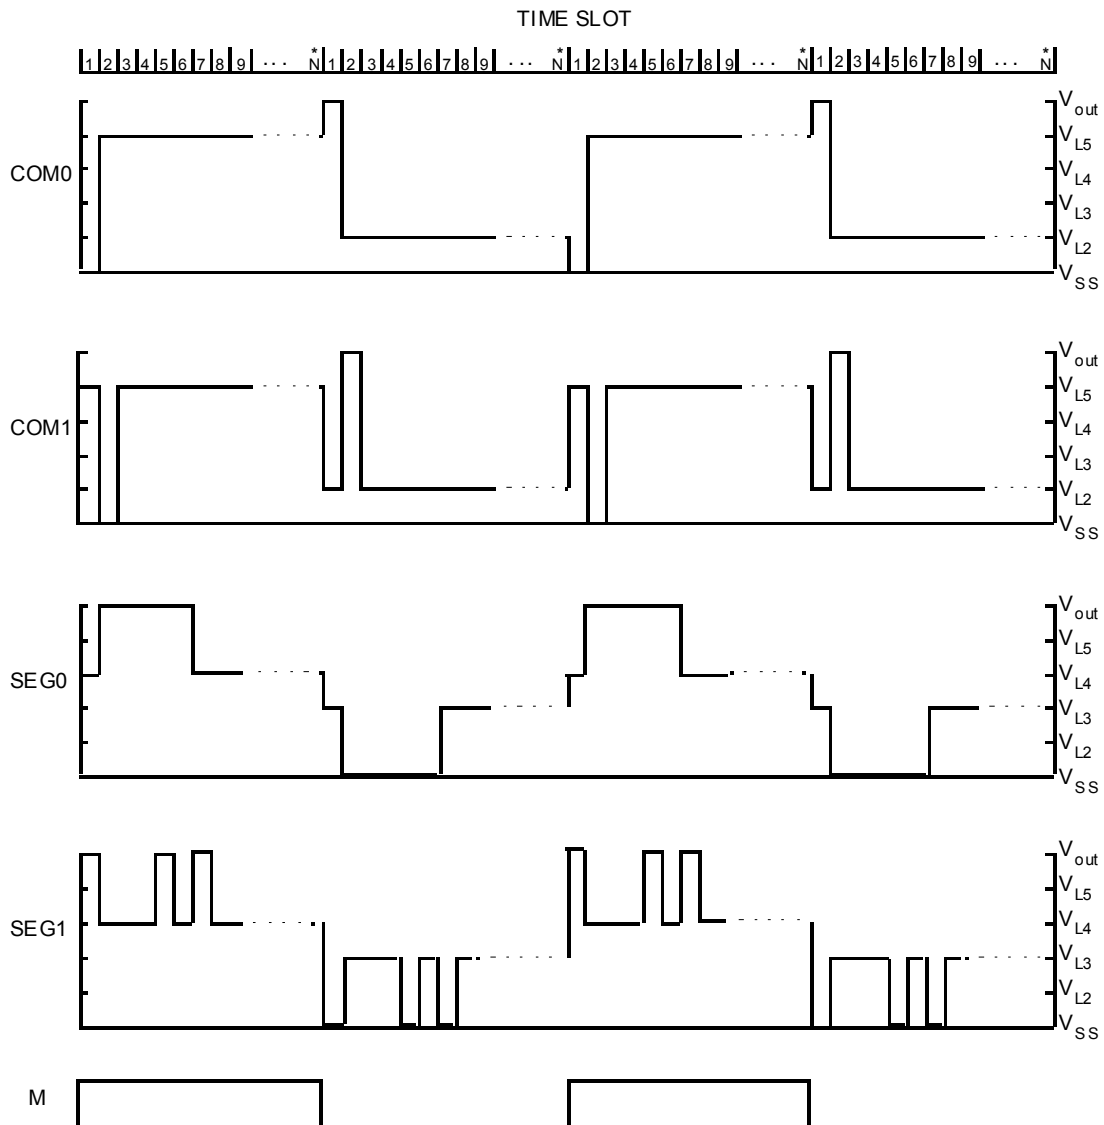 TIME SLOT
1 2 3 4 5 6 7 8 9 ... *N 1 2 3 4 5 6 7 8 9 ... *N 1 2 3 4 5 6 7 8 9 ... *N 1 2 3 4 5 6 7 8 9 ... *N
COM0
Vout
VL5
VL4
VL3
VL2
VSS
COM1
Vout
VL5
VL4
VL3
VL2
VSS
SEG0
Vout
VL5
VL4
VL3
VL2
VSS
SEG1
Vout
VL5
VL4
VL3
VL2
VSS
M